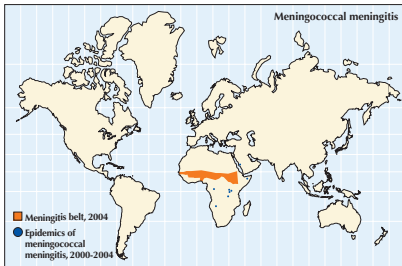 Meningococcal meningitis
Meningitis belt, 2004
Epidemics of
meningococcal
meningitis, 2000-2004